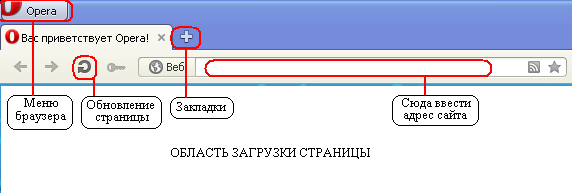 Opera
Вас приветствует Opera!
Веб
Меню
браузера
Обновление
страницы
Закладки
Сюда ввести
адрес сайта
ОБЛАСТЬ ЗАГРУЗКИ СТРАНИЦЫ